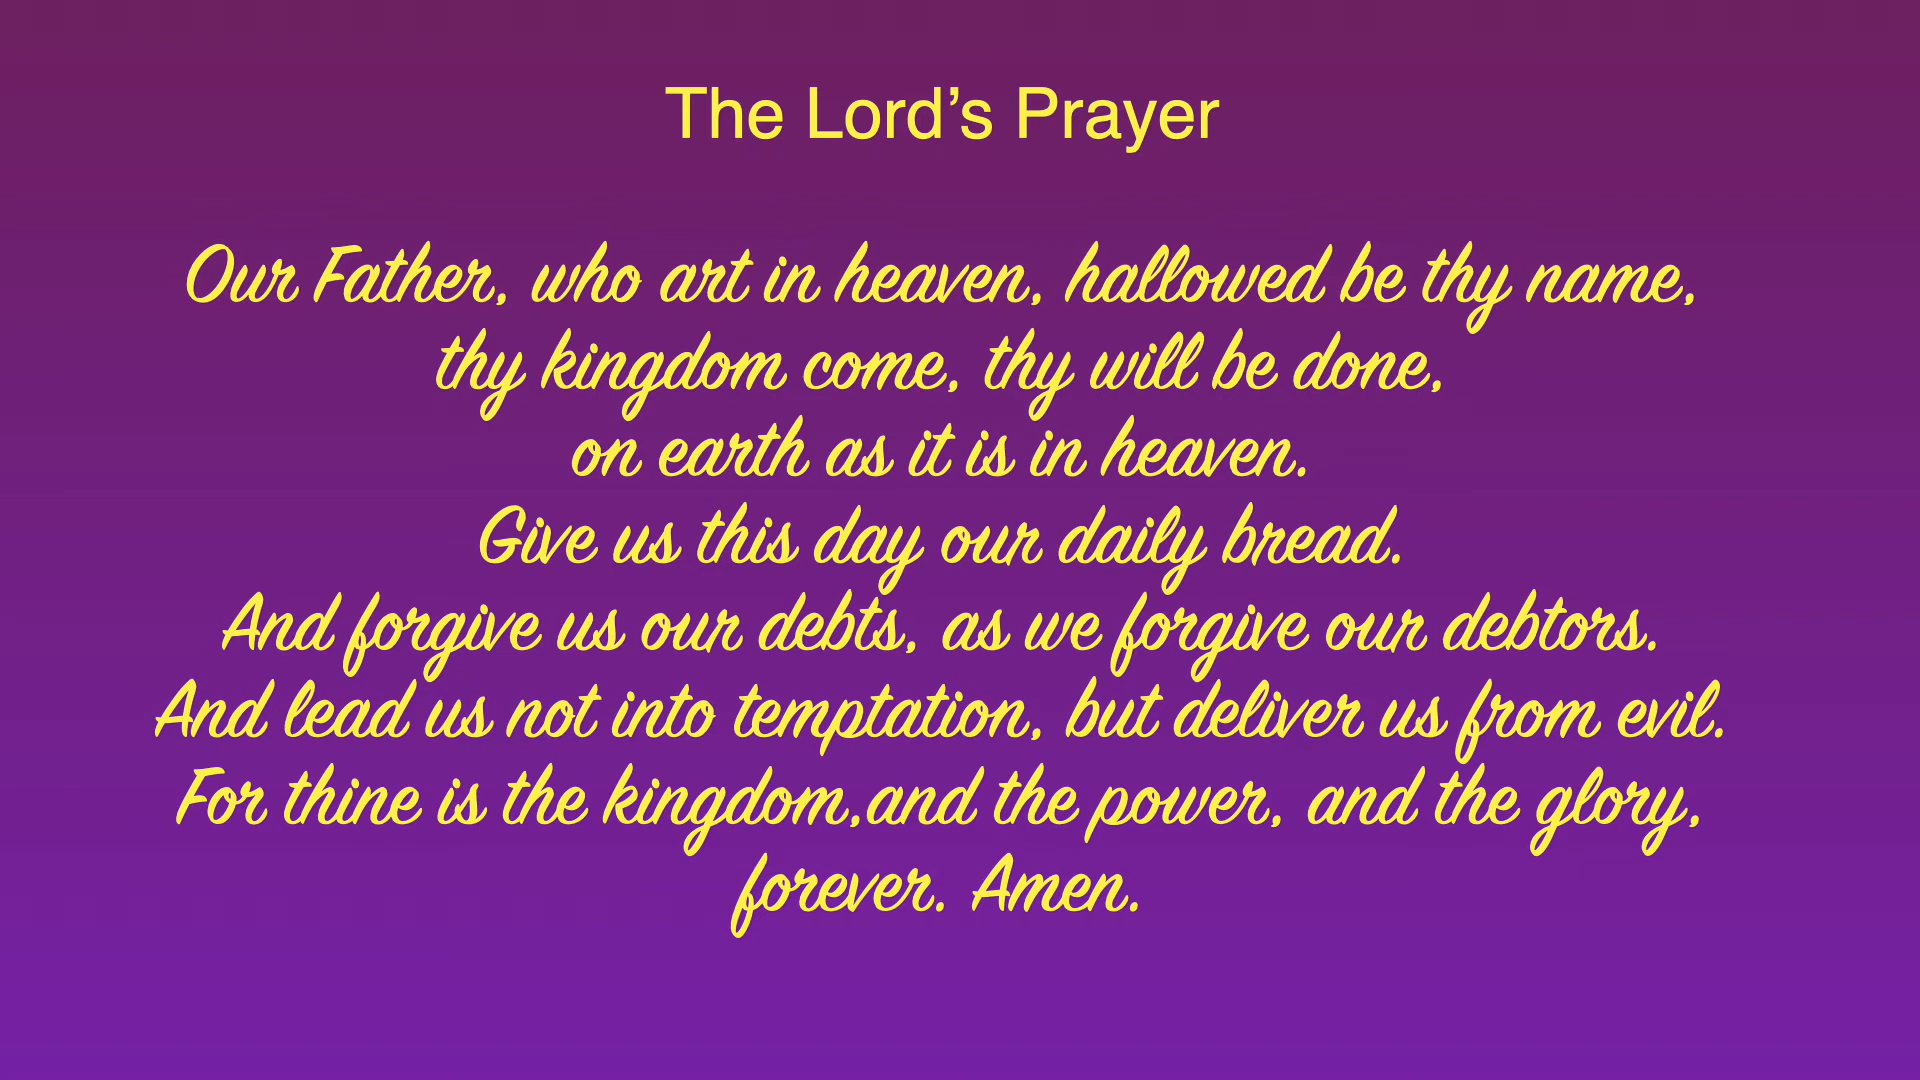 The Lord’s Prayer
Our Father, who art in heaven, hallowed be thy name,
thy kingdom come, thy will be done,
on earth as it is in heaven.
Give us this day our daily bread.
And forgive us our debts, as we forgive our debtors.
And lead us not into temptation, but deliver us from evil.
For thine is the kingdom,and the power, and the glory,
forever. Amen.